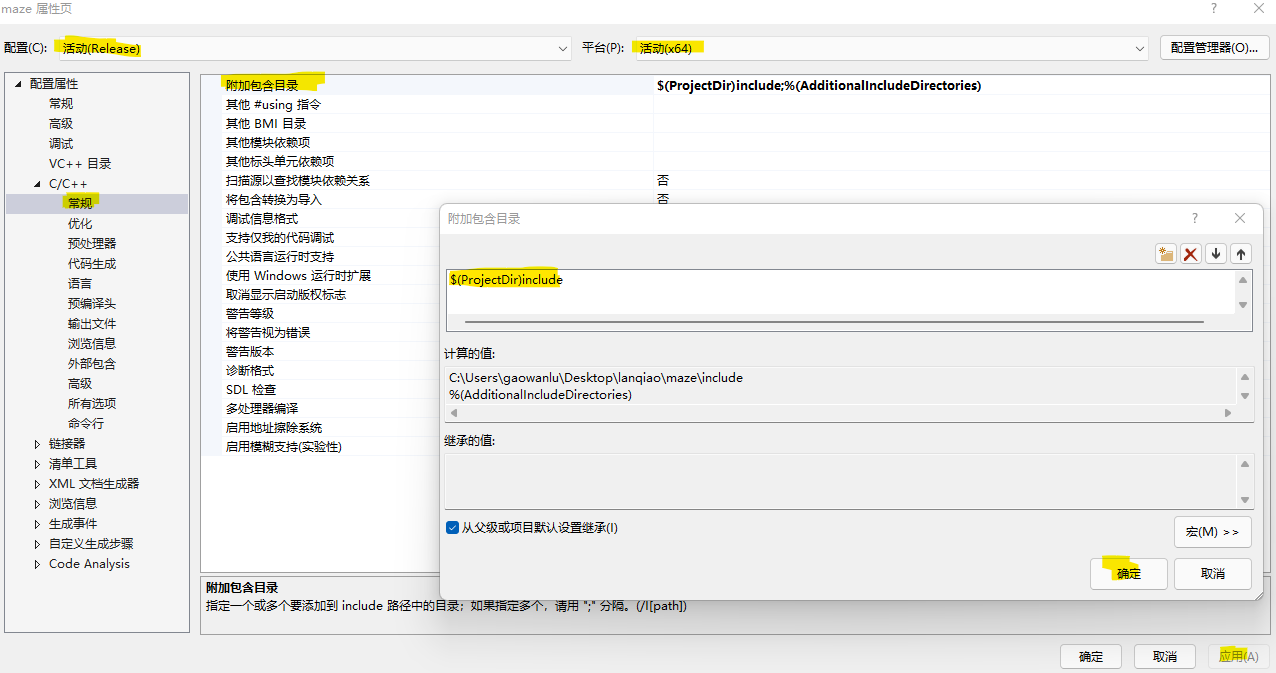 maze 属性页
配置(C): 活动(Release) 平台(P): 活动(x64) 配置管理器(O)...
配置属性
常规
高级
调试
VC++ 目录
C/C++
常规
优化
预处理器
代码生成
语言
预编译头
输出文件
浏览信息
外部包含
高级
所有选项
命令行
链接器
清单工具
XML 文档生成器
浏览信息
生成事件
自定义生成步骤
Code Analysis
附加包含目录 $(ProjectDir)include;%(AdditionalIncludeDirectories)
其他 #using 指令
其他 BMI 目录
其他模块依赖项
其他标头单元依赖项
扫描源以查找模块依赖关系 否
将包含转换为导入 否
调试信息格式
支持仅我的代码调试
公共语言运行时支持
使用 Windows 运行时扩展
取消显示启动版权标志
警告等级
将警告视为错误
警告版本
诊断格式
SDL 检查
多处理器编译
启用地址擦除系统
启用模糊支持(实验性)
附加包含目录
$(ProjectDir)include
计算的值:
C:\Users\gaowanlu\Desktop\lanqiao\maze\include
%(AdditionalIncludeDirectories)
继承的值:
从父级或项目默认设置继承(I)
宏(M) >>
确定 取消
附加包含目录
指定一个或多个要添加到 include 路径中的目录；如果指定多个，请用 ";" 分隔。(/I[path])
确定 取消 应用(A)